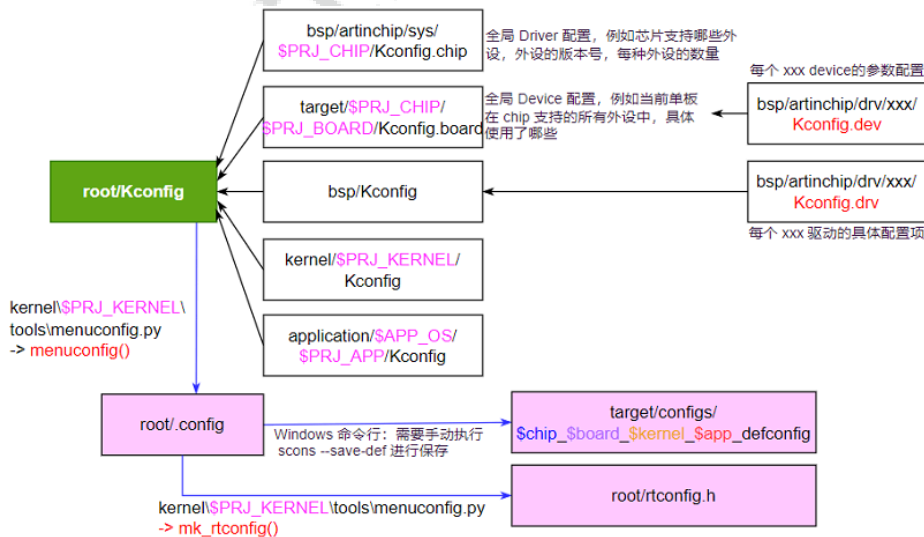 bsp/artinchip/sys/
$PRJ_CHIP/Kconfig.chip
全局 Driver 配置，例如芯片支持哪些外
设，外设的版本号，每种外设的数量
每个 xxx device的参数配置
target/$PRJ_CHIP/
$PRJ_BOARD/Kconfig.board
全局 Device 配置，例如当前单板
在 chip 支持的所有外设中，具体
使用了哪些
bsp/artinchip/drv/xxx/
Kconfig.dev
root/Kconfig
bsp/Kconfig
bsp/artinchip/drv/xxx/
Kconfig.drv
每个 xxx 驱动的具体配置项
kernel/$PRJ_KERNEL/
Kconfig
kernel\$PRJ_KERNEL\
tools\menuconfig.py
-> menuconfig()
application/$APP_OS/
$PRJ_APP/Kconfig
root/.config
Windows 命令行：需要手动执行
scons --save-def 进行保存
target/configs/
$chip_$board_$kernel_$app_defconfig
kernel\$PRJ_KERNEL\tools\menuconfig.py
-> mk_rtconfig()
root/rtconfig.h